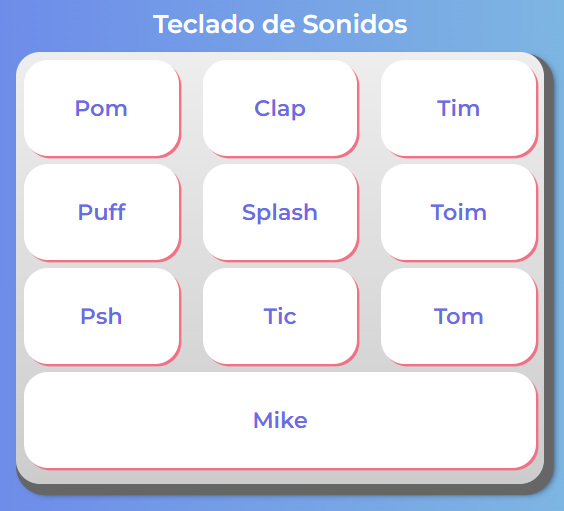 Teclado de Sonidos
Pom Clap Tim
Puff Splash Toim
Psh Tic Tom
Mike